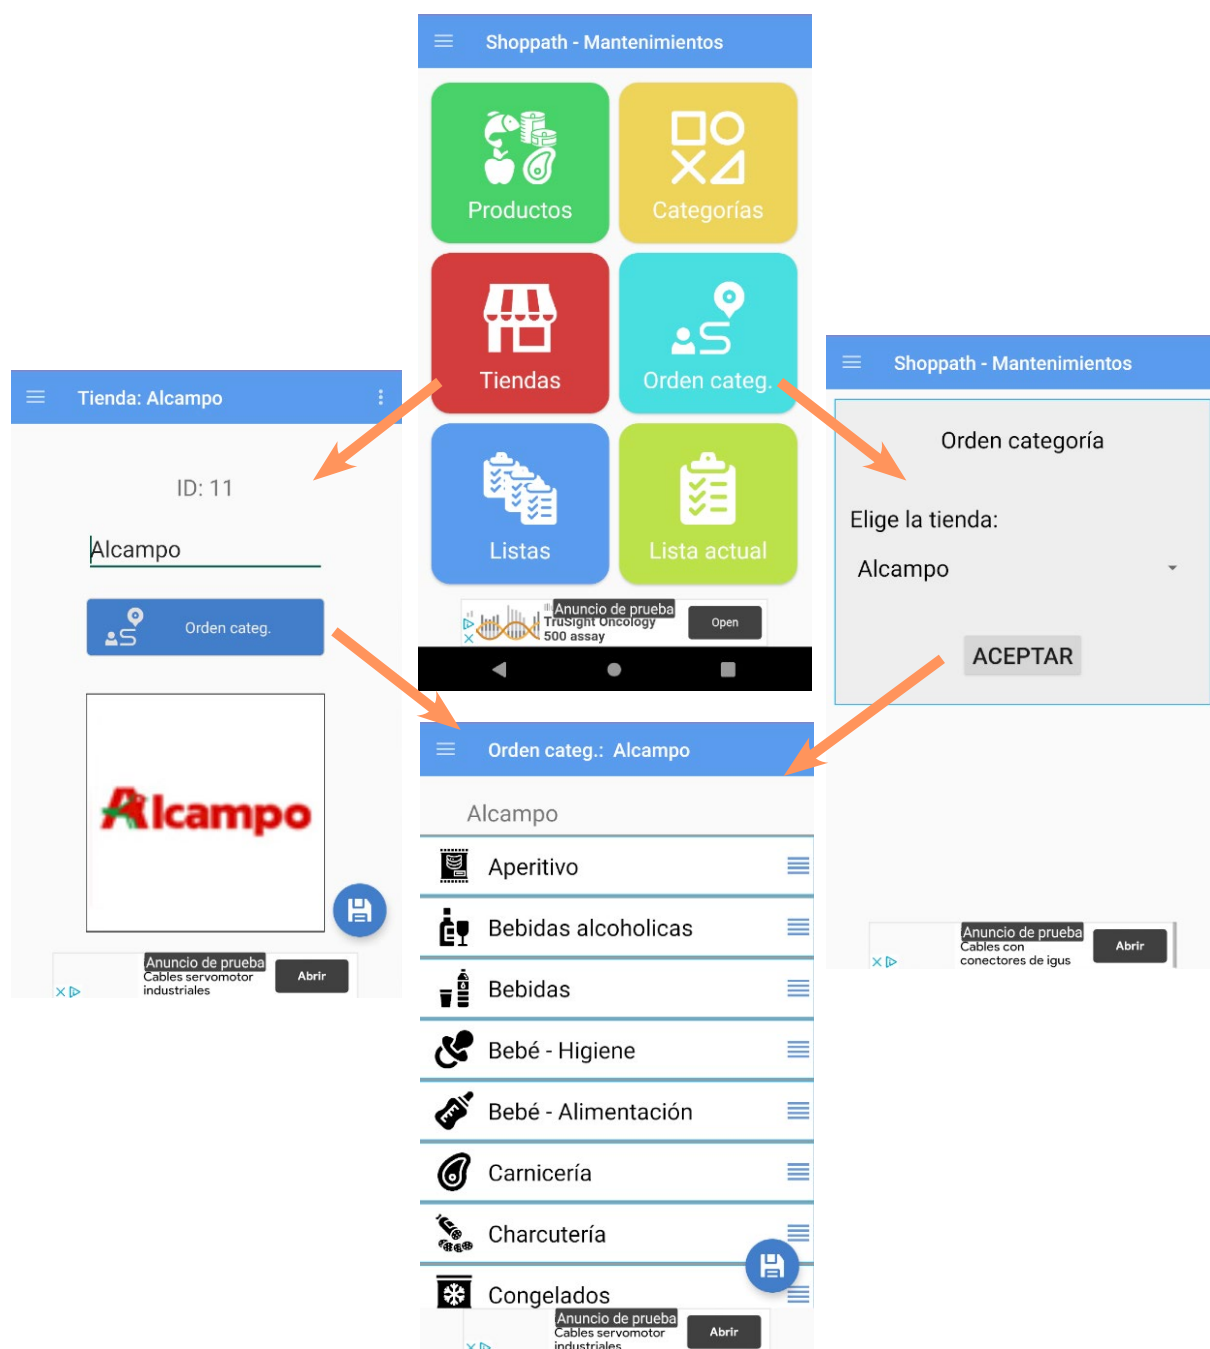 Shoppath - Mantenimientos
Productos
Categorías
Tiendas
Orden categ.
Listas
Lista actual
Anuncio de prueba
TruSight Oncology
500 assay
Open
Tienda: Alcampo
ID: 11
Alcampo
Orden categ.
Alcampo
Anuncio de prueba
Cables servomotor
industriales
Abrir
Shoppath - Mantenimientos
Orden categoría
Elige la tienda:
Alcampo
ACEPTAR
Anuncio de prueba
Cables con
conectores de igus
Abrir
Orden categ.: Alcampo
Alcampo
Aperitivo
Bebidas alcoholicas
Bebidas
Bebé - Higiene
Bebé - Alimentación
Carnicería
Charcutería
Congelados
Anuncio de prueba
Cables servomotor
industriales
Abrir